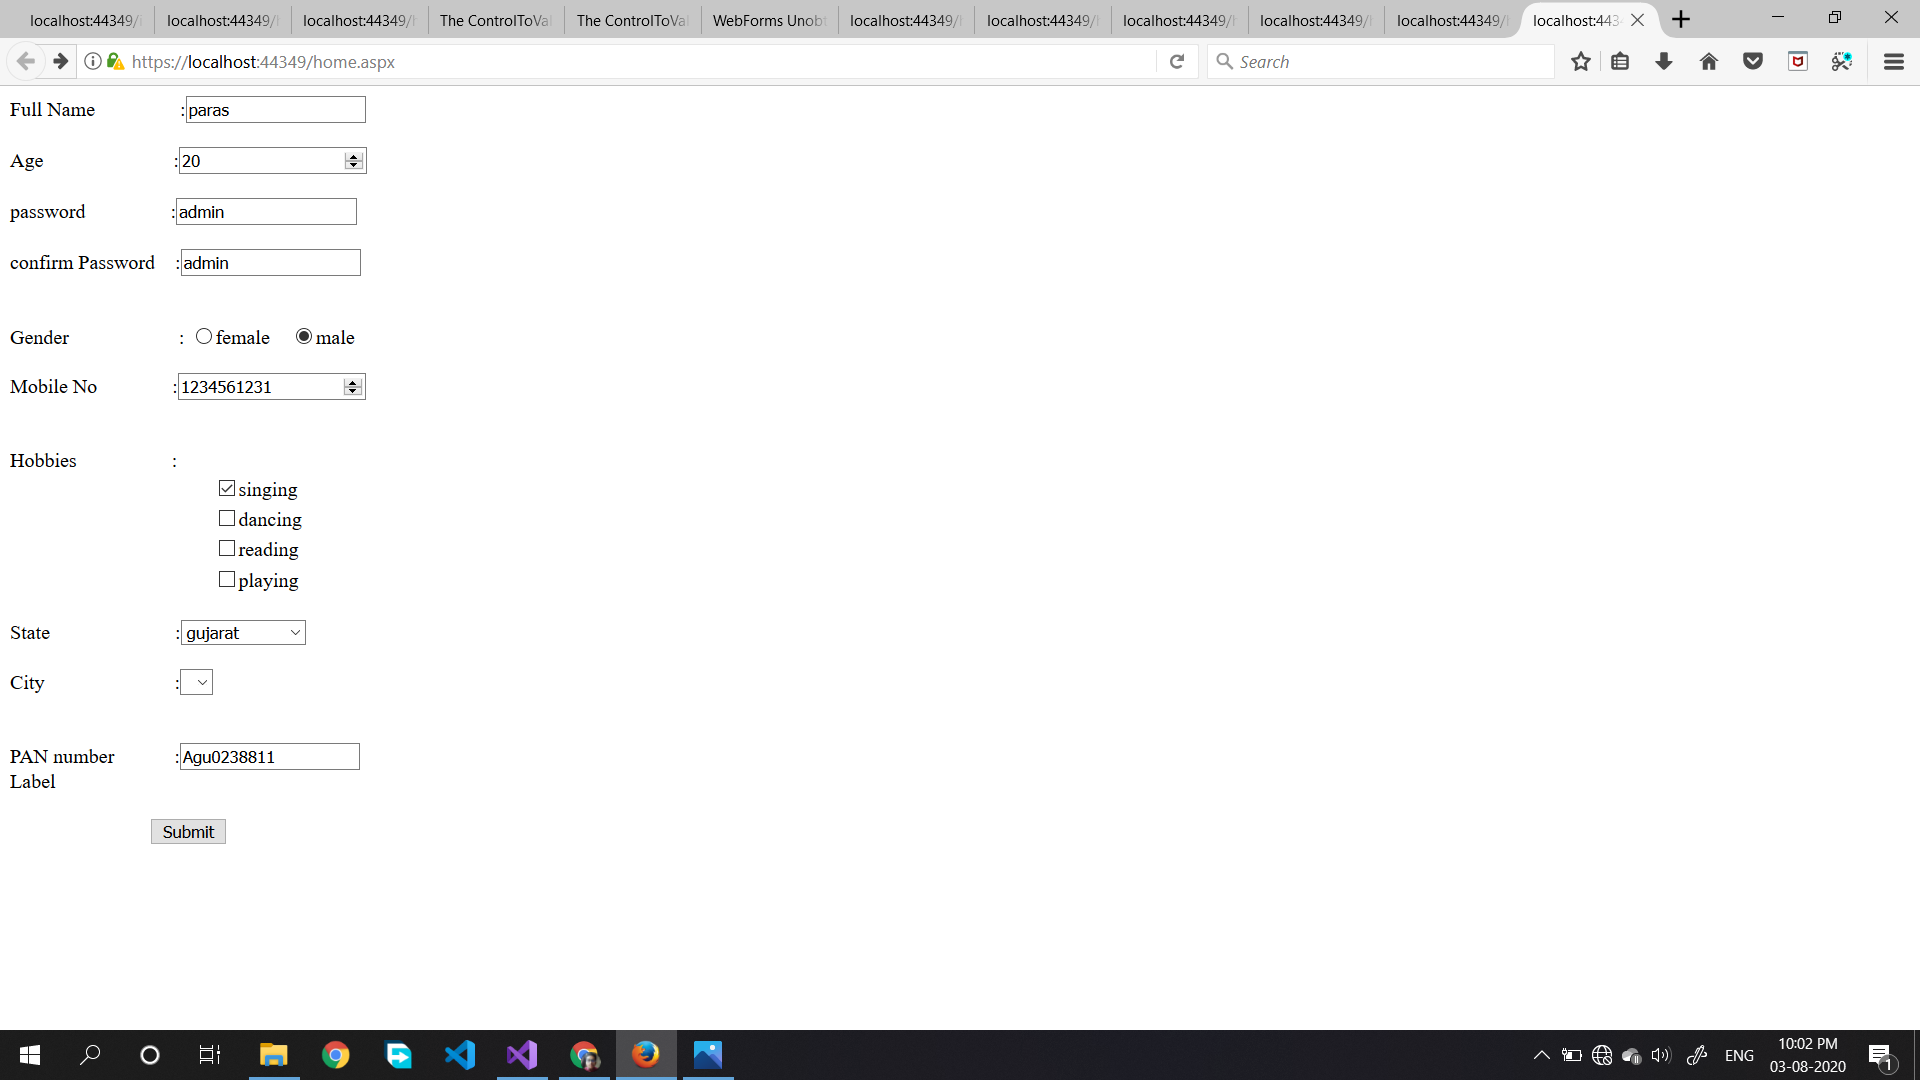 localhost:44349/ localhost:44349/ localhost:44349/ The ControlToVal The ControlToVal WebForms Unob localhost:44349/ localhost:44349/ localhost:44349/ localhost:44349/ localhost:44349/ localhost:443
https://localhost:44349/home.aspx Search
Full Name :paras
Age :20
password :admin
confirm Password :admin
Gender : female male
Mobile No :1234561231
Hobbies :
singing
dancing
reading
playing
State :gujarat
City :
PAN number :Agu0238811
Label
Submit
ENG 10:02 PM
03-08-2020
1